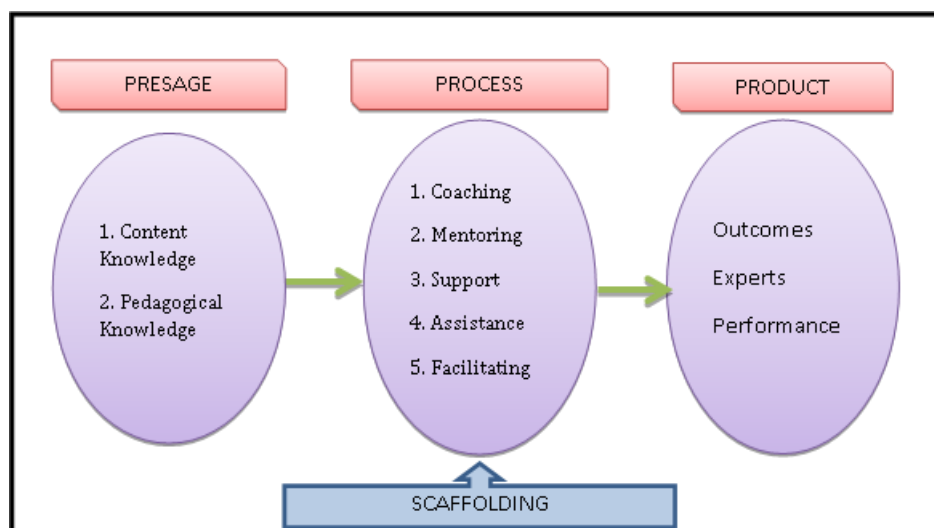 PRESAGE
PROCESS
PRODUCT
1. Content
Knowledge
2. Pedagogical
Knowledge
1. Coaching
2. Mentoring
3. Support
4. Assistance
5. Facilitating
Outcomes
Experts
Performance
SCAFFOLDING